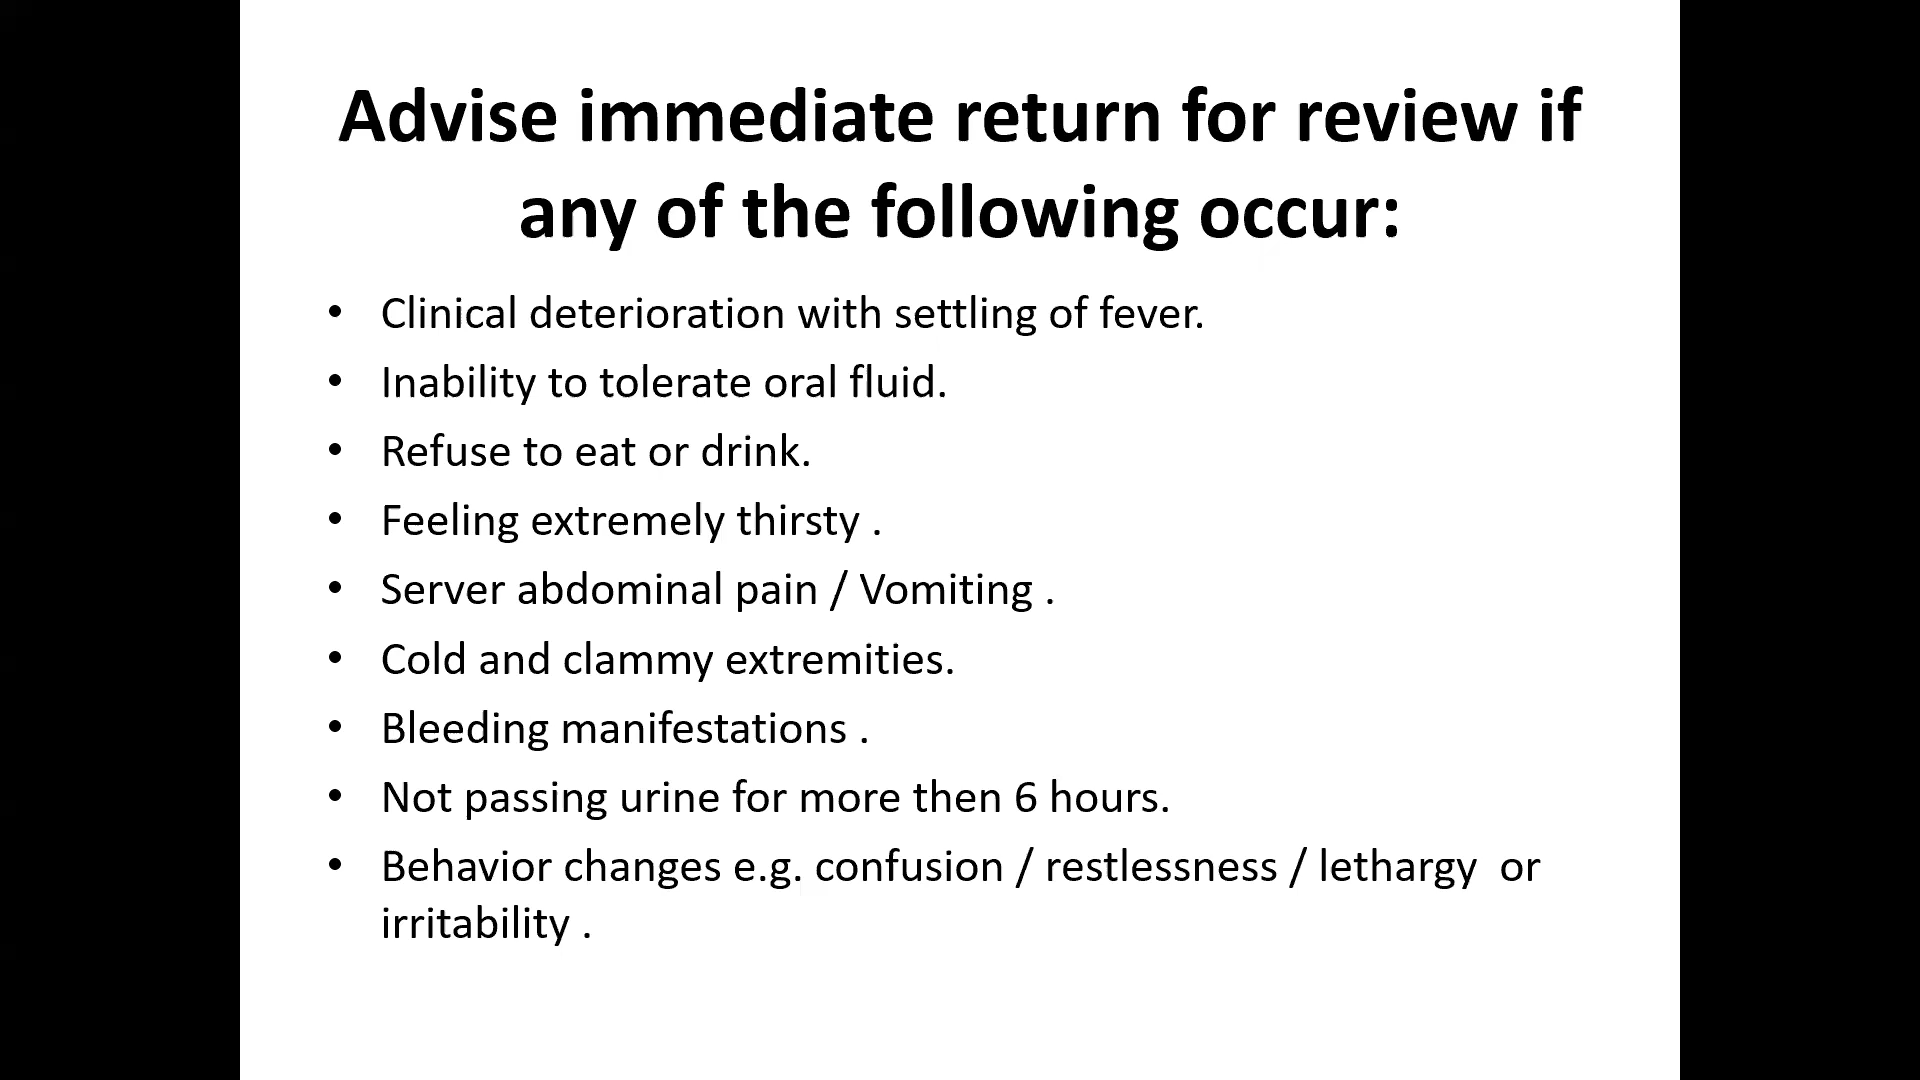 Advise immediate return for review if
any of the following occur:
• Clinical deterioration with settling of fever.
• Inability to tolerate oral fluid.
• Refuse to eat or drink.
• Feeling extremely thirsty .
• Server abdominal pain / Vomiting .
• Cold and clammy extremities.
• Bleeding manifestations .
• Not passing urine for more then 6 hours.
• Behavior changes e.g. confusion / restlessness / lethargy  or
irritability .